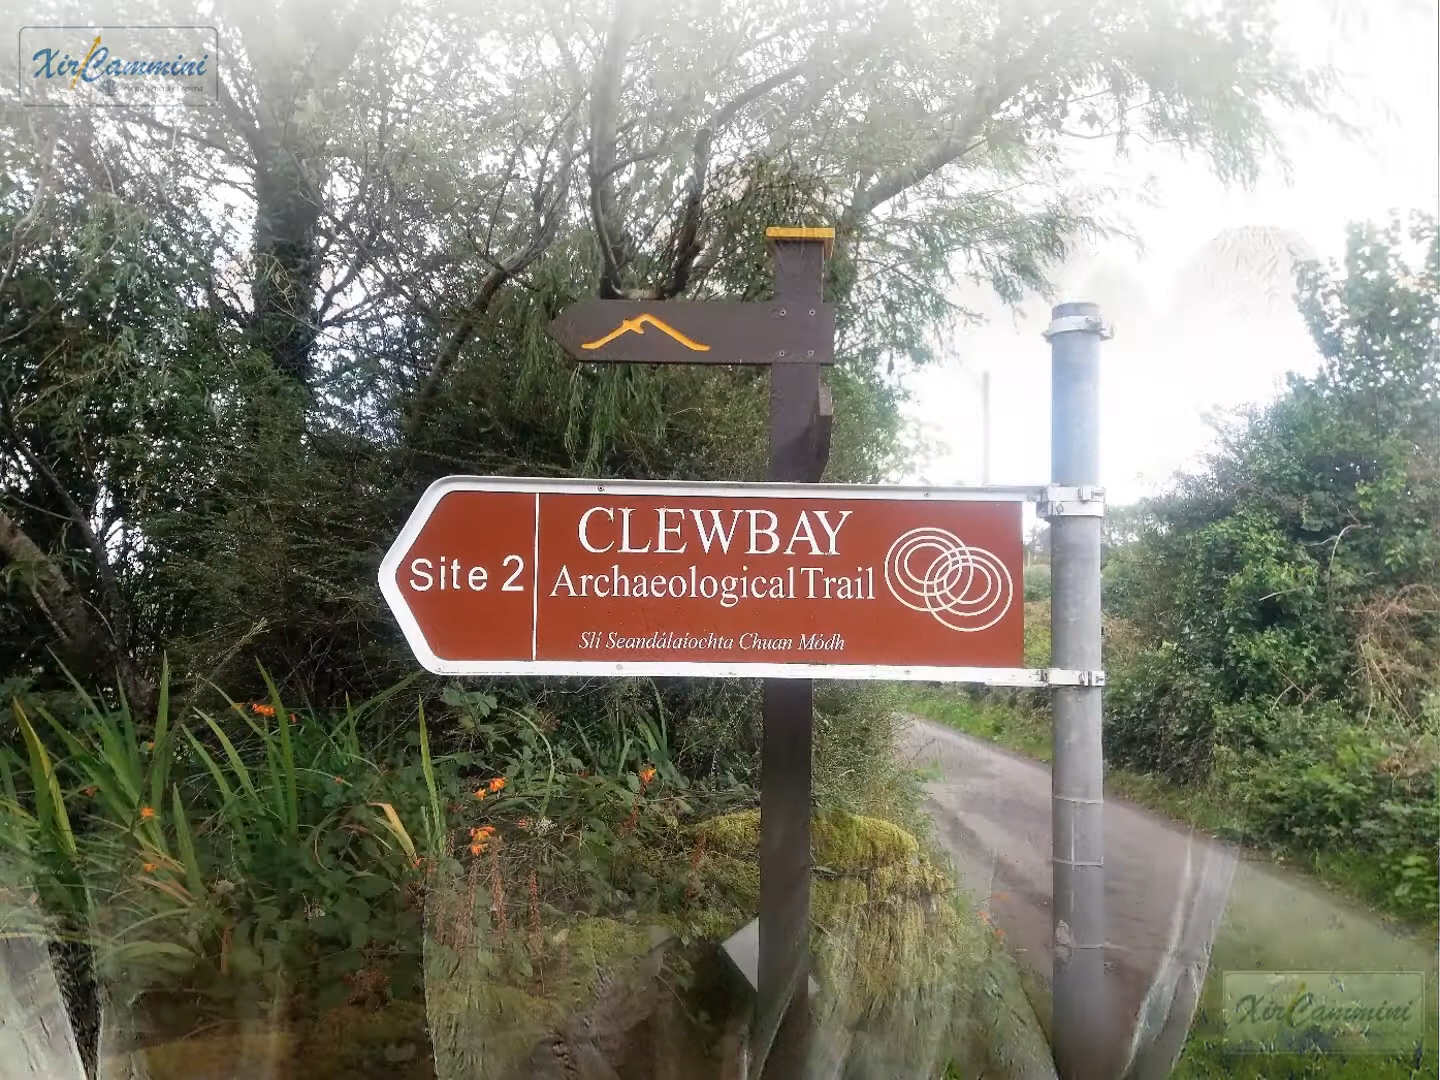 XirCammini
CLEWBAY
Site 2
Archaeological Trail
Slí Seandálaíochta Chuan Módh
XirCammini